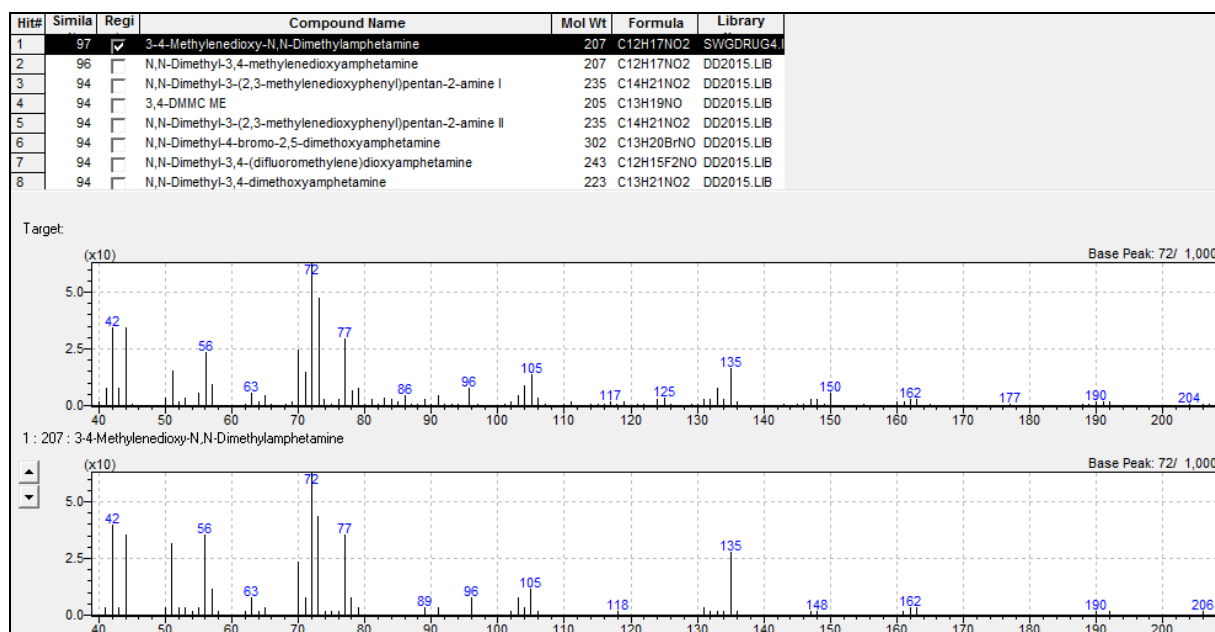 Hit# Simila Regi Compound Name Mol Wt Formula Library
1 97 3-4-Methylenedioxy-N,N-Dimethylamphetamine 207 C12H17NO2 SWGDRUG4.l
2 96 N,N-Dimethyl-3,4-methylenedioxyamphetamine 207 C12H17NO2 DD2015.LIB
3 94 N,N-Dimethyl-3-(2,3-methylenedioxyphenyl)pentan-2-amine I 235 C14H21NO2 DD2015.LIB
4 94 3,4-DMMC ME 205 C13H19NO DD2015.LIB
5 94 N,N-Dimethyl-3-(2,3-methylenedioxyphenyl)pentan-2-amine II 235 C14H21NO2 DD2015.LIB
6 94 N,N-Dimethyl-4-bromo-2,5-dimethoxyamphetamine 302 C13H20BrNO DD2015.LIB
7 94 N,N-Dimethyl-3,4-(difluoromethylene)dioxyamphetamine 243 C12H15F2NO DD2015.LIB
8 94 N,N-Dimethyl-3,4-dimethoxyamphetamine 223 C13H21NO2 DD2015.LIB
Target:
(x10) Base Peak: 72/ 1,000
72
5.0
42
77
2.5 56
135
105
63 86 96 117 125 150 162 177 190 204
0.0
40 50 60 70 80 90 100 110 120 130 140 150 160 170 180 190 200
1 : 207 : 3-4-Methylenedioxy-N,N-Dimethylamphetamine
(x10) Base Peak: 72/ 1,000
72
5.0
42
56 77
135
2.5
105
63 89 96 118 148 162 190 206
0.0
40 50 60 70 80 90 100 110 120 130 140 150 160 170 180 190 200